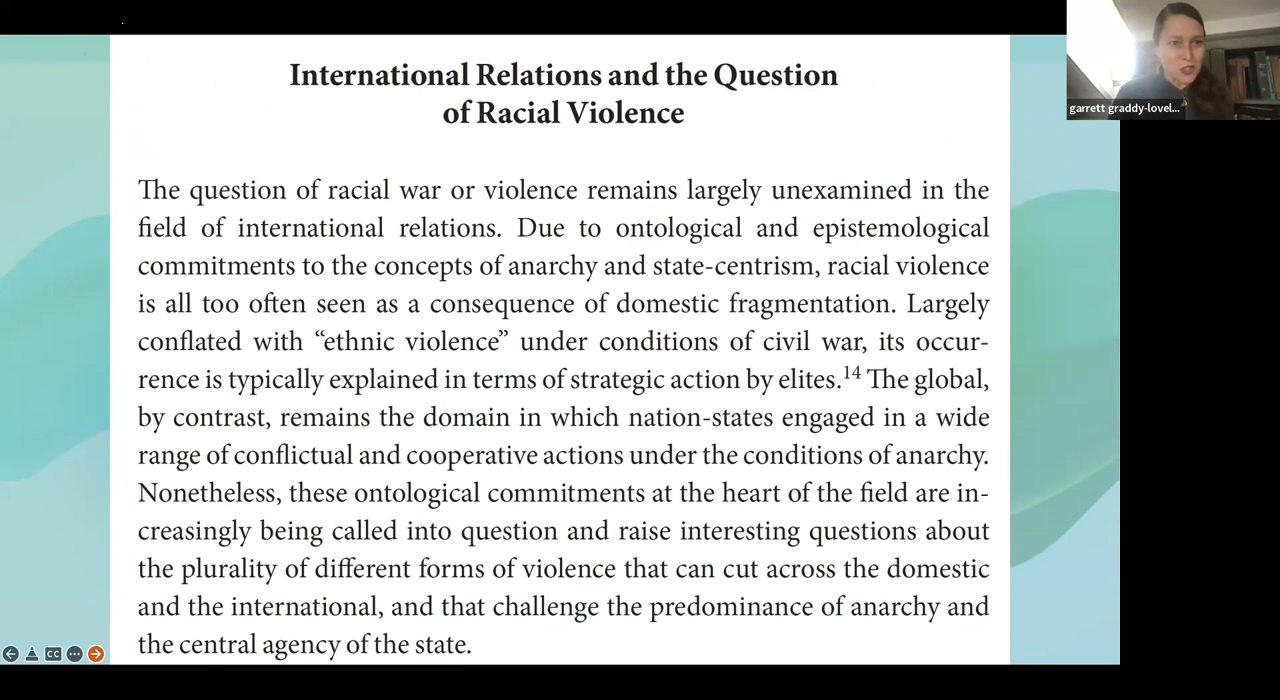 International Relations and the Question
of Racial Violence
garrett graddy-lovel...
The question of racial war or violence remains largely unexamined in the
field of international relations. Due to ontological and epistemological
commitments to the concepts of anarchy and state-centrism, racial violence
is all too often seen as a consequence of domestic fragmentation. Largely
conflated with “ethnic violence” under conditions of civil war, its occur-
rence is typically explained in terms of strategic action by elites.14 The global,
by contrast, remains the domain in which nation-states engaged in a wide
range of conflictual and cooperative actions under the conditions of anarchy.
Nonetheless, these ontological commitments at the heart of the field are in-
creasingly being called into question and raise interesting questions about
the plurality of different forms of violence that can cut across the domestic
and the international, and that challenge the predominance of anarchy and
the central agency of the state.
CC